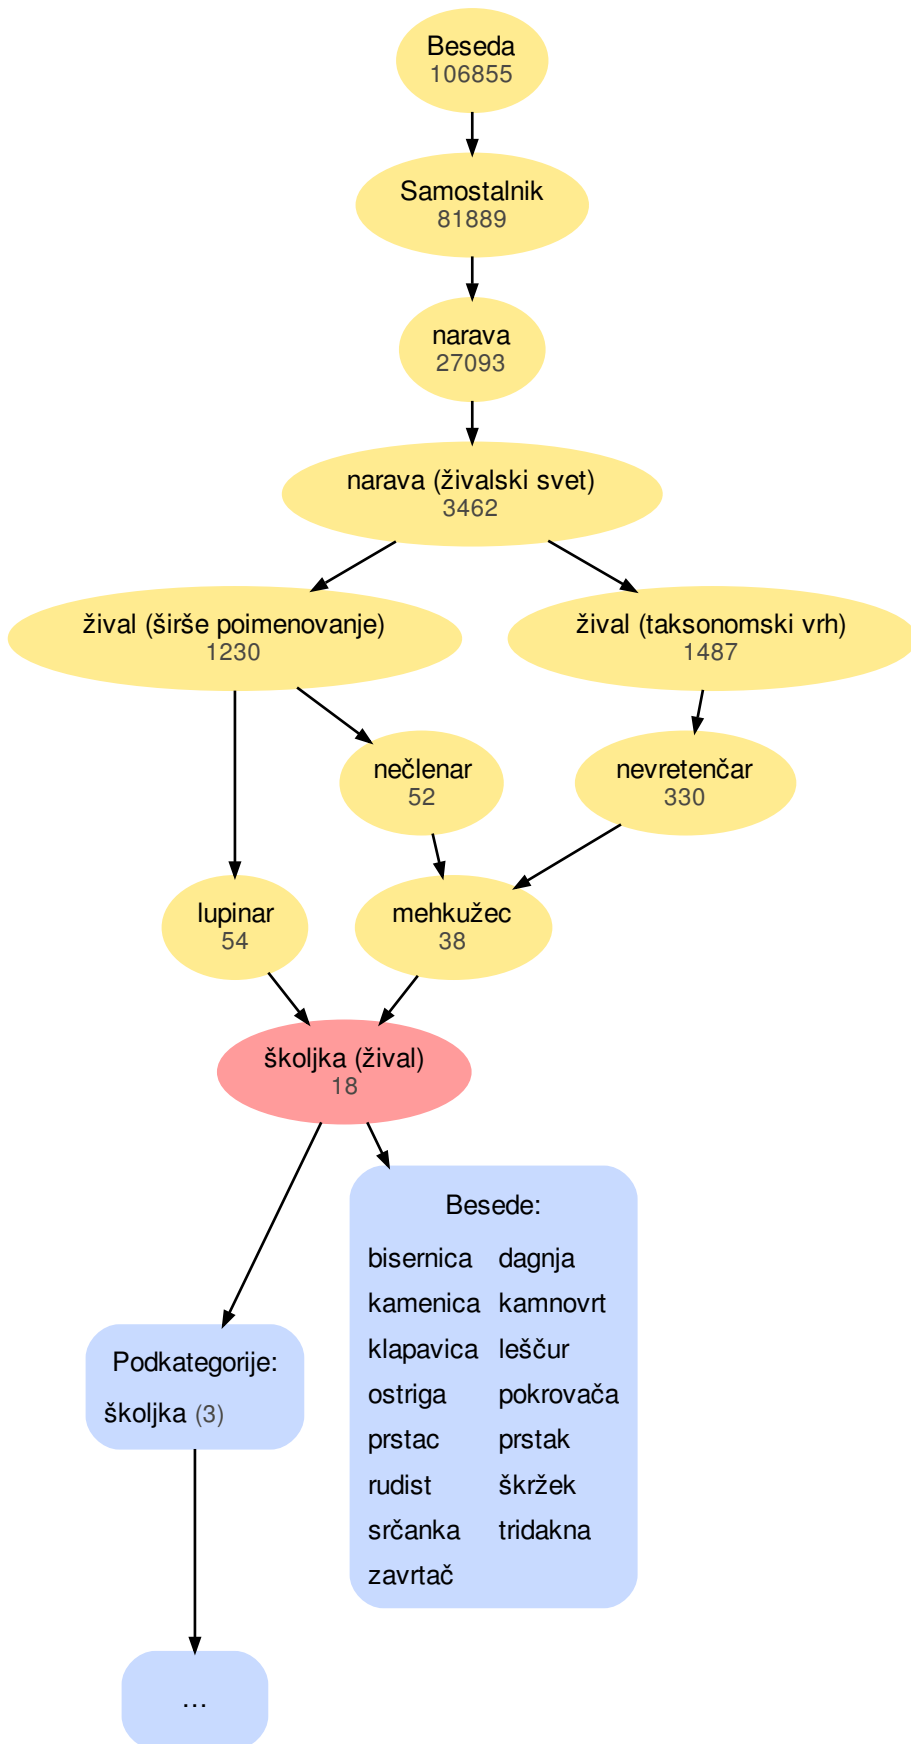 Beseda
106855
Samostalnik
81889
narava
27093
narava (živalski svet)
3462
žival (širše poimenovanje)
1230
žival (taksonomski vrh)
1487
nečlenar
52
nevretenčar
330
lupinar
54
mehkužec
38
školjka (žival)
18
Besede:
bisernica dagnja
kamenica kamnovrt
klapavica leščur
ostriga pokrovača
prstac prstak
rudist škržek
srčanka tridakna
zavrtač
Podkategorije:
školjka (3)
...